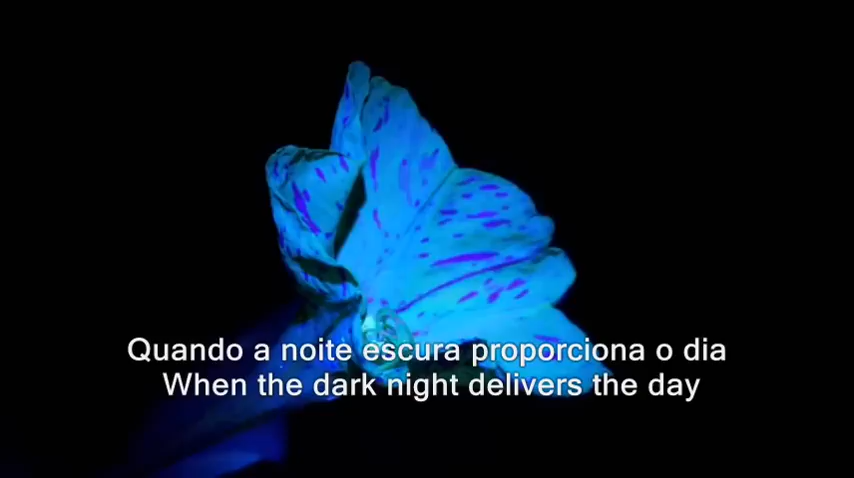 Quando a noite escura proporciona o dia
When the dark night delivers the day